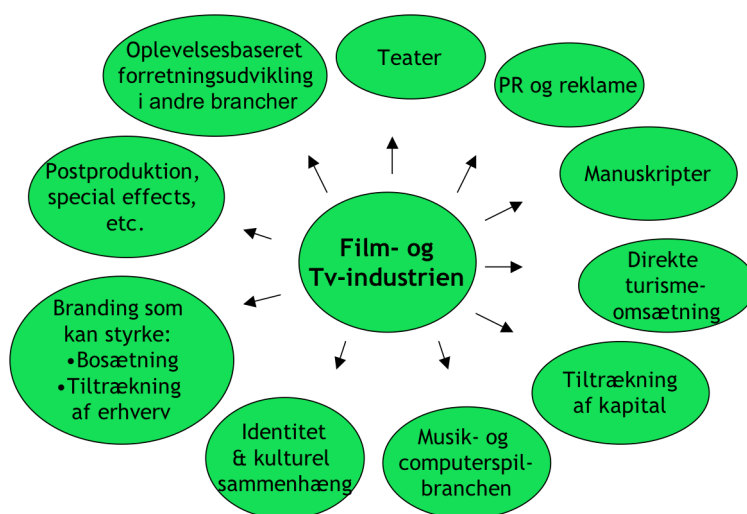 Oplevelsesbaseret
forretningsudvikling
i andre brancher
Teater
PR og reklame
Manuskripter
Direkte
turisme-
omsætning
Tiltrækning
af kapital
Musik- og
computerspil-
branchen
Identitet
& kulturel
sammenhæng
Branding som
kan styrke:
•Bosætning
•Tiltrækning
af erhverv
Postproduktion,
special effects,
etc.
Film- og
Tv-industrien